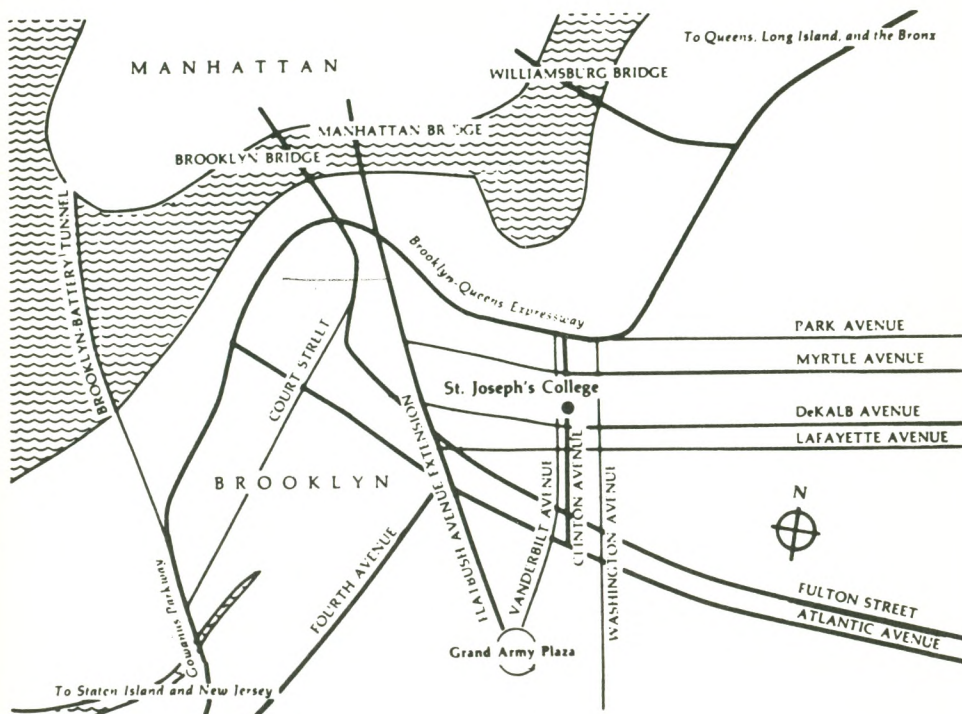 To Queens, Long Island, and the Bronx
MANHATTAN
WILLIAMSBURG BRIDGE
MANHATTAN BRIDGE
BROOKLYN BRIDGE
BROOKLYN-BATTERY TUNNEL
Brooklyn-Queens Expressway
PARK AVENUE
MYRTLE AVENUE
COURT STREET
St. Joseph's College
DeKALB AVENUE
LAFAYETTE AVENUE
BROOKLYN
FLATBUSH AVENUE EXTENSION
VANDERBILT AVENUE
CLINTON AVENUE
WASHINGTON AVENUE
N
FOURTH AVENUE
Gowanus Parkway
FULTON STREET
ATLANTIC AVENUE
Grand Army Plaza
To Staten Island and New Jersey